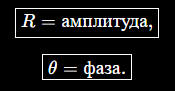 R = амплитуда,
θ = фаза.